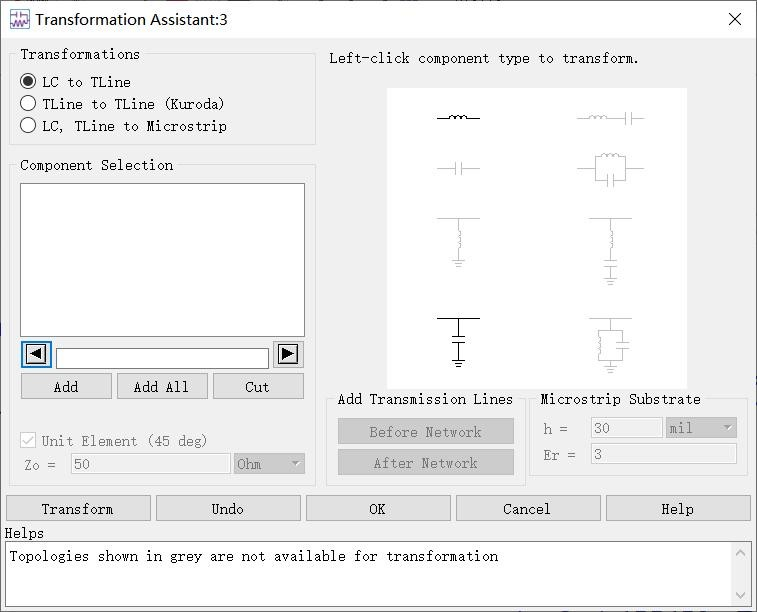 Transformation Assistant:3
Transformations
LC to TLine
TLine to TLine (Kuroda)
LC, TLine to Microstrip
Left-click component type to transform.
Component Selection
Add
Add All
Cut
Unit Element (45 deg)
Zo =
50
Ohm
Add Transmission Lines
Before Network
After Network
Microstrip Substrate
h =
30
mil
Er =
3
Transform
Undo
OK
Cancel
Help
Helps
Topologies shown in grey are not available for transformation